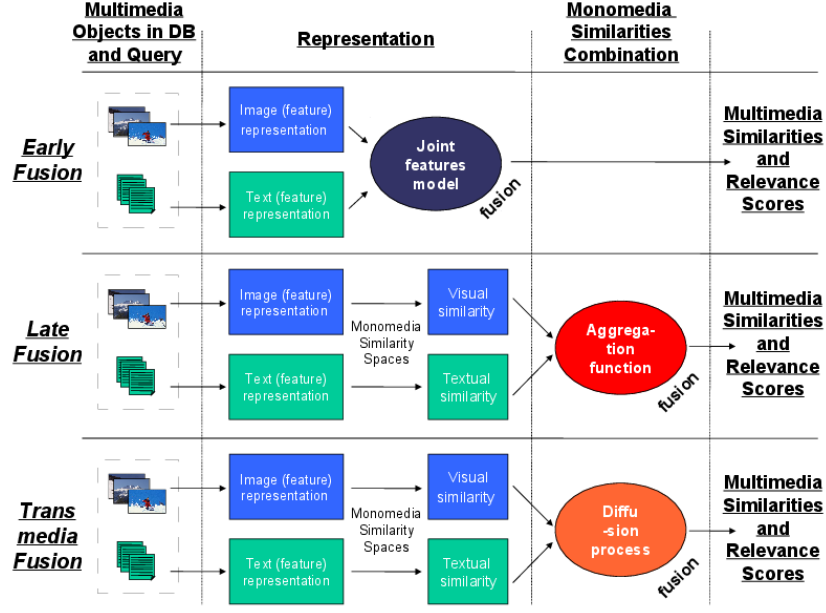 Multimedia
Objects in DB
and Query
Representation
Monomedia
Similarities
Combination
Early
Fusion
Image (feature)
representation
Text (feature)
representation
Joint
features
model
fusion
Multimedia
Similarities
and
Relevance
Scores
Late
Fusion
Image (feature)
representation
Text (feature)
representation
Monomedia
Similarity
Spaces
Visual
similarity
Textual
similarity
Aggrega-
tion
function
fusion
Multimedia
Similarities
and
Relevance
Scores
Trans
media
Fusion
Image (feature)
representation
Text (feature)
representation
Monomedia
Similarity
Spaces
Visual
similarity
Textual
similarity
Diffu
-sion
process
fusion
Multimedia
Similarities
and
Relevance
Scores